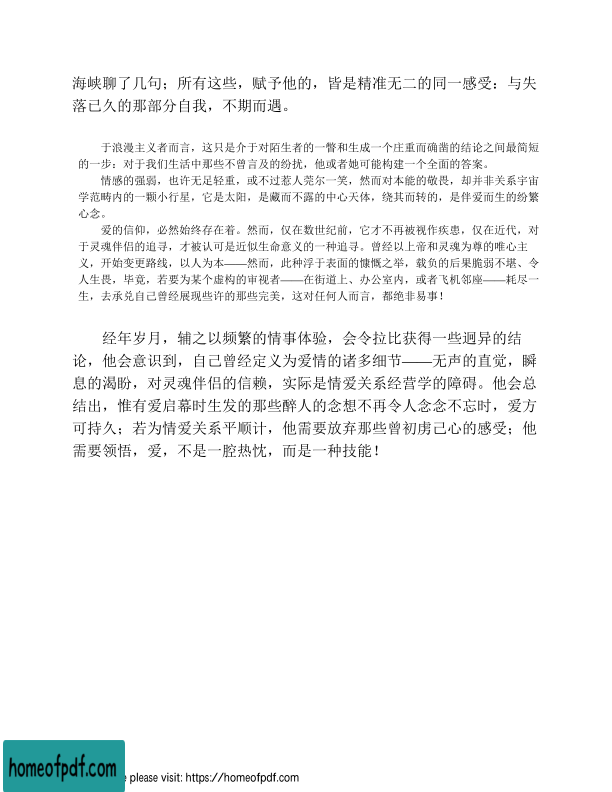 海峡聊了几句；所有这些，赋予他的，皆是精准无二的同一感受：与失
落已久的那部分自我，不期而遇。
于浪漫主义者而言，这只是介于对陌生者的一瞥和生成一个庄重而确凿的结论之间最简短
的一步：对于我们生活中那些不曾言及的纷扰，他或者她可能构建一个全面的答案。
情感的强弱，也许无足轻重，或不过惹人莞尔一笑，然而对本能的敬畏，却并非关系宇宙
学范畴内的一颗小行星，它是太阳，是藏而不露的中心天体，绕其而转的，是伴爱而生的纷繁
心念。
爱的信仰，必然始终存在着。然而，仅在数世纪前，它才不再被视作疾患，仅在近代，对
于灵魂伴侣的追寻，才被认可是近似生命意义的一种追寻。曾经以上帝和灵魂为尊的唯心主
义，开始变更路线，以人为本——然而，此种浮于表面的慷慨之举，载负的后果脆弱不堪、令
人生畏，毕竟，若要为某个虚构的审视者——在街道上、办公室内，或者飞机邻座——耗尽一
生，去承兑自己曾经展现些许的那些完美，这对任何人而言，都绝非易事！
经年岁月，辅之以频繁的情事体验，会令拉比获得一些迥异的结
论，他会意识到，自己曾经定义为爱情的诸多细节——无声的直觉，瞬
息的渴盼，对灵魂伴侣的信赖，实际是情爱关系经营学的障碍。他会总
结出，惟有爱启幕时生发的那些醉人的念想不再令人念念不忘时，爱方
可持久；若为情爱关系平顺计，他需要放弃那些曾初虏己心的感受；他
需要领悟，爱，不是一腔热忱，而是一种技能！
homeofpdf.com
e please visit: https://homeofpdf.com